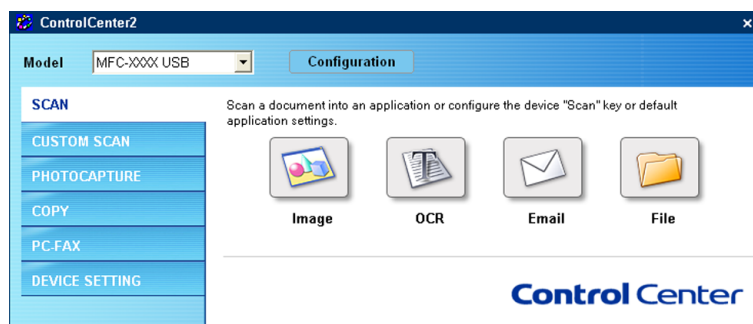 ControlCenter2
Model MFC-XXXX USB Configuration
SCAN
CUSTOM SCAN
PHOTOCAPTURE
COPY
PC-FAX
DEVICE SETTING
Scan a document into an application or configure the device "Scan" key or default
application settings.
Image OCR Email File
Control Center